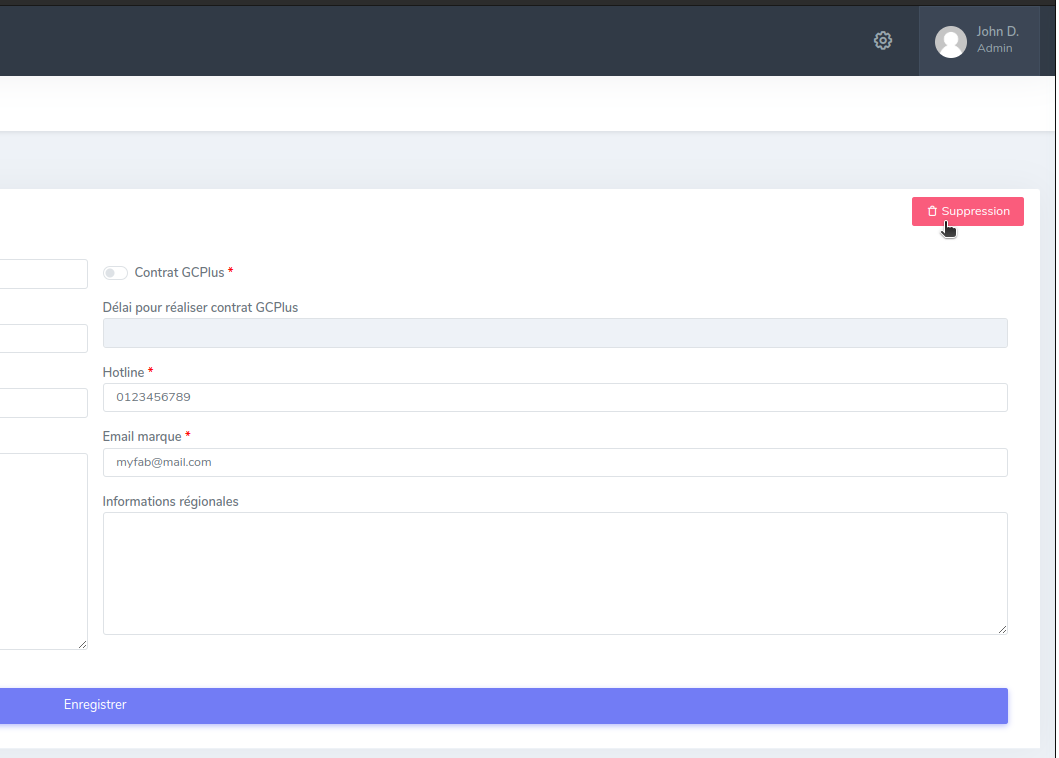 John D.
Admin
Suppression
Contrat GCPlus *
Délai pour réaliser contrat GCPlus
Hotline *
0123456789
Email marque *
myfab@mail.com
Informations régionales
Enregistrer